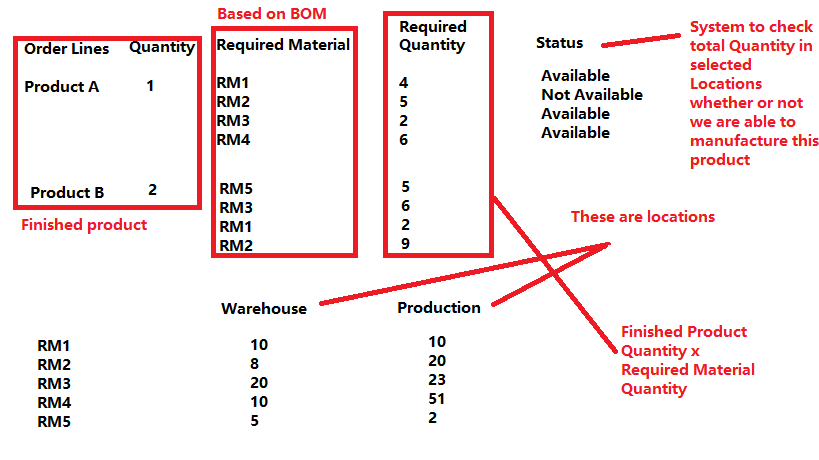 Based on BOM
Order Lines Quantity Required Material Required Quantity Status
System to check
total Quantity in
selected
Locations
whether or not
we are able to
manufacture this
product
Product A 1 RM1 4 Available
RM2 5 Not Available
RM3 2 Available
RM4 6 Available
Product B 2 RM5 5
RM3 6
RM1 2
RM2 9
Finished product
These are locations
Warehouse Production
RM1 10 10
RM2 8 20
RM3 20 23
RM4 10 51
RM5 5 2
Finished Product
Quantity x
Required Material
Quantity